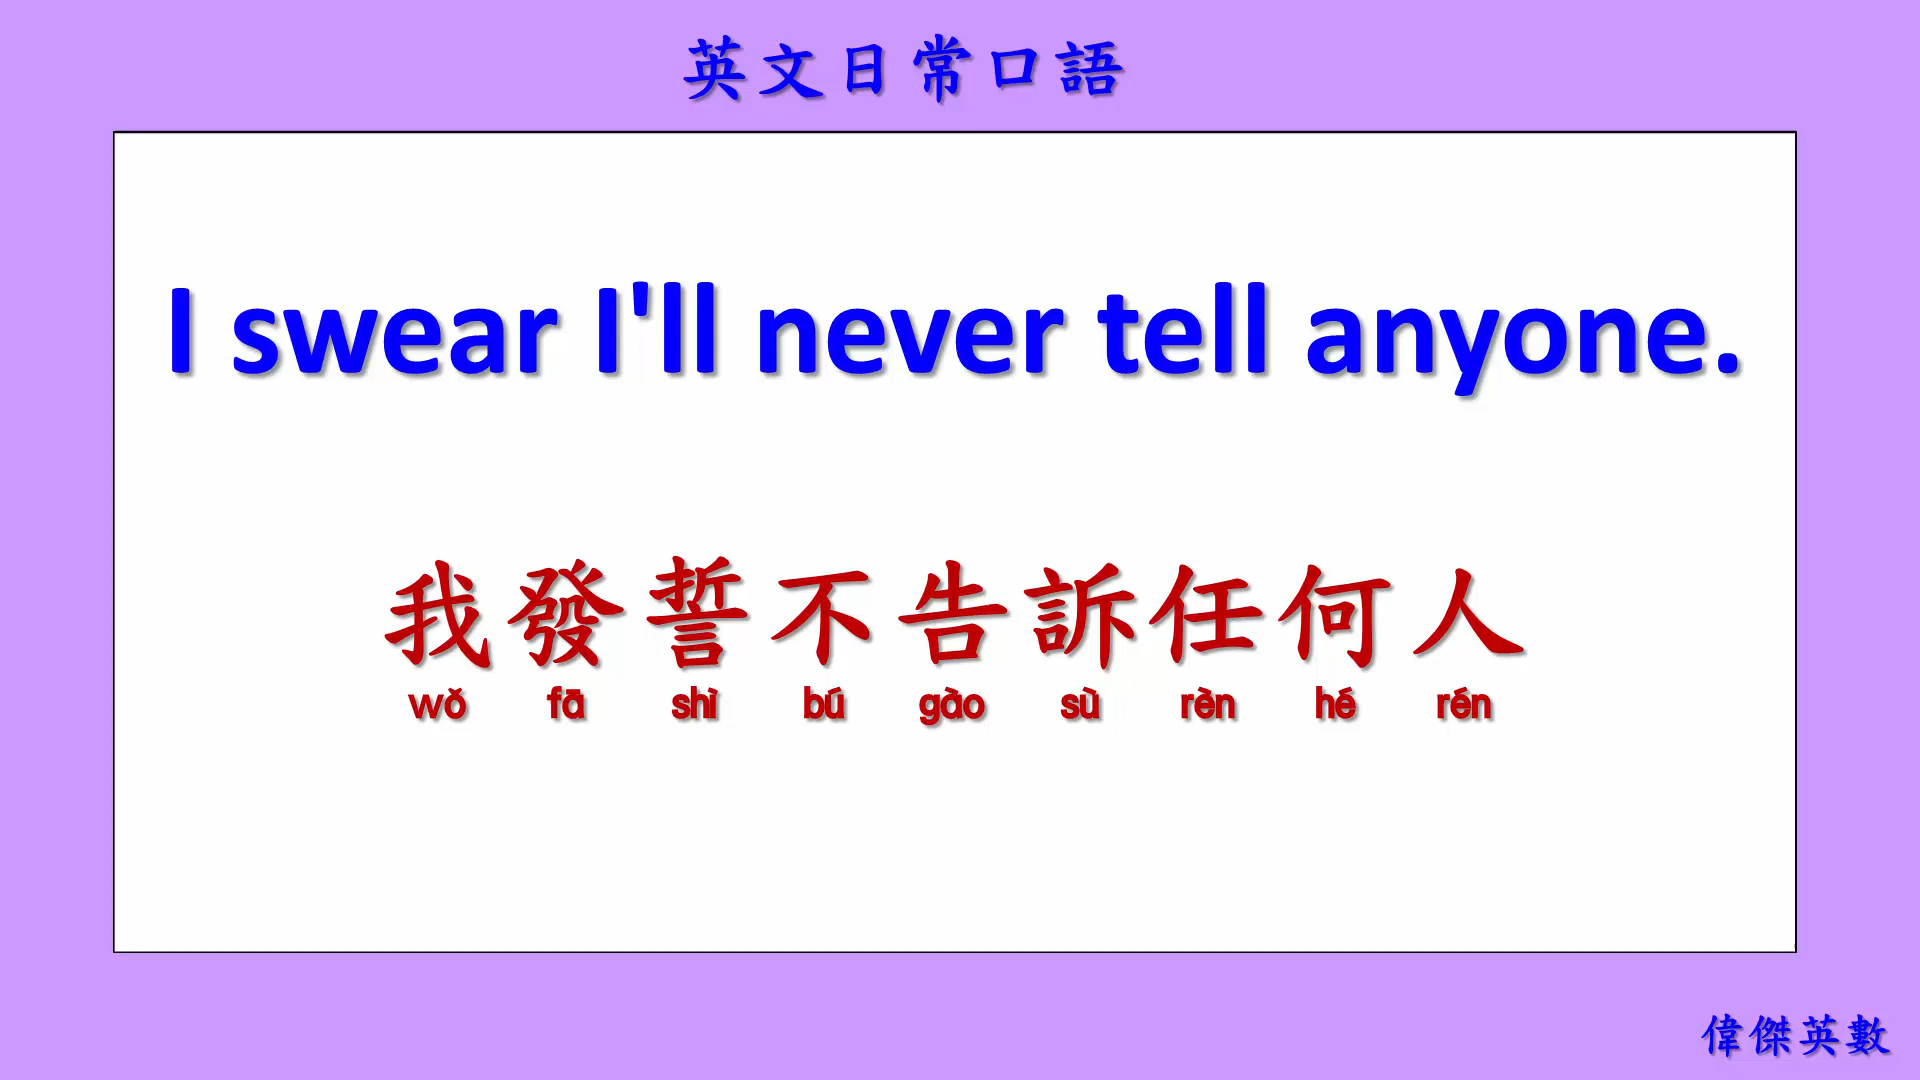 英文日常口語
I swear I'll never tell anyone.
我發誓不告訴任何人
wǒ fā shì bú gào sù rèn hé rén
偉傑英數